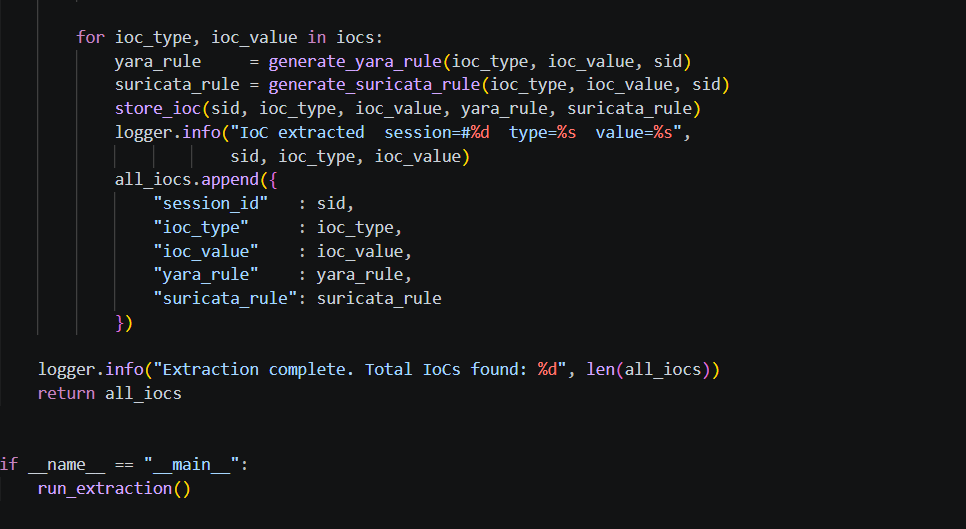 for ioc_type, ioc_value in iocs:
yara_rule     = generate_yara_rule(ioc_type, ioc_value, sid)
suricata_rule = generate_suricata_rule(ioc_type, ioc_value, sid)
store_ioc(sid, ioc_type, ioc_value, yara_rule, suricata_rule)
logger.info("IoC extracted  session=#%d  type=%s  value=%s",
sid, ioc_type, ioc_value)
all_iocs.append({
"session_id"   : sid,
"ioc_type"     : ioc_type,
"ioc_value"    : ioc_value,
"yara_rule"    : yara_rule,
"suricata_rule": suricata_rule
})
logger.info("Extraction complete. Total IoCs found: %d", len(all_iocs))
return all_iocs
if __name__ == "__main__":
run_extraction()